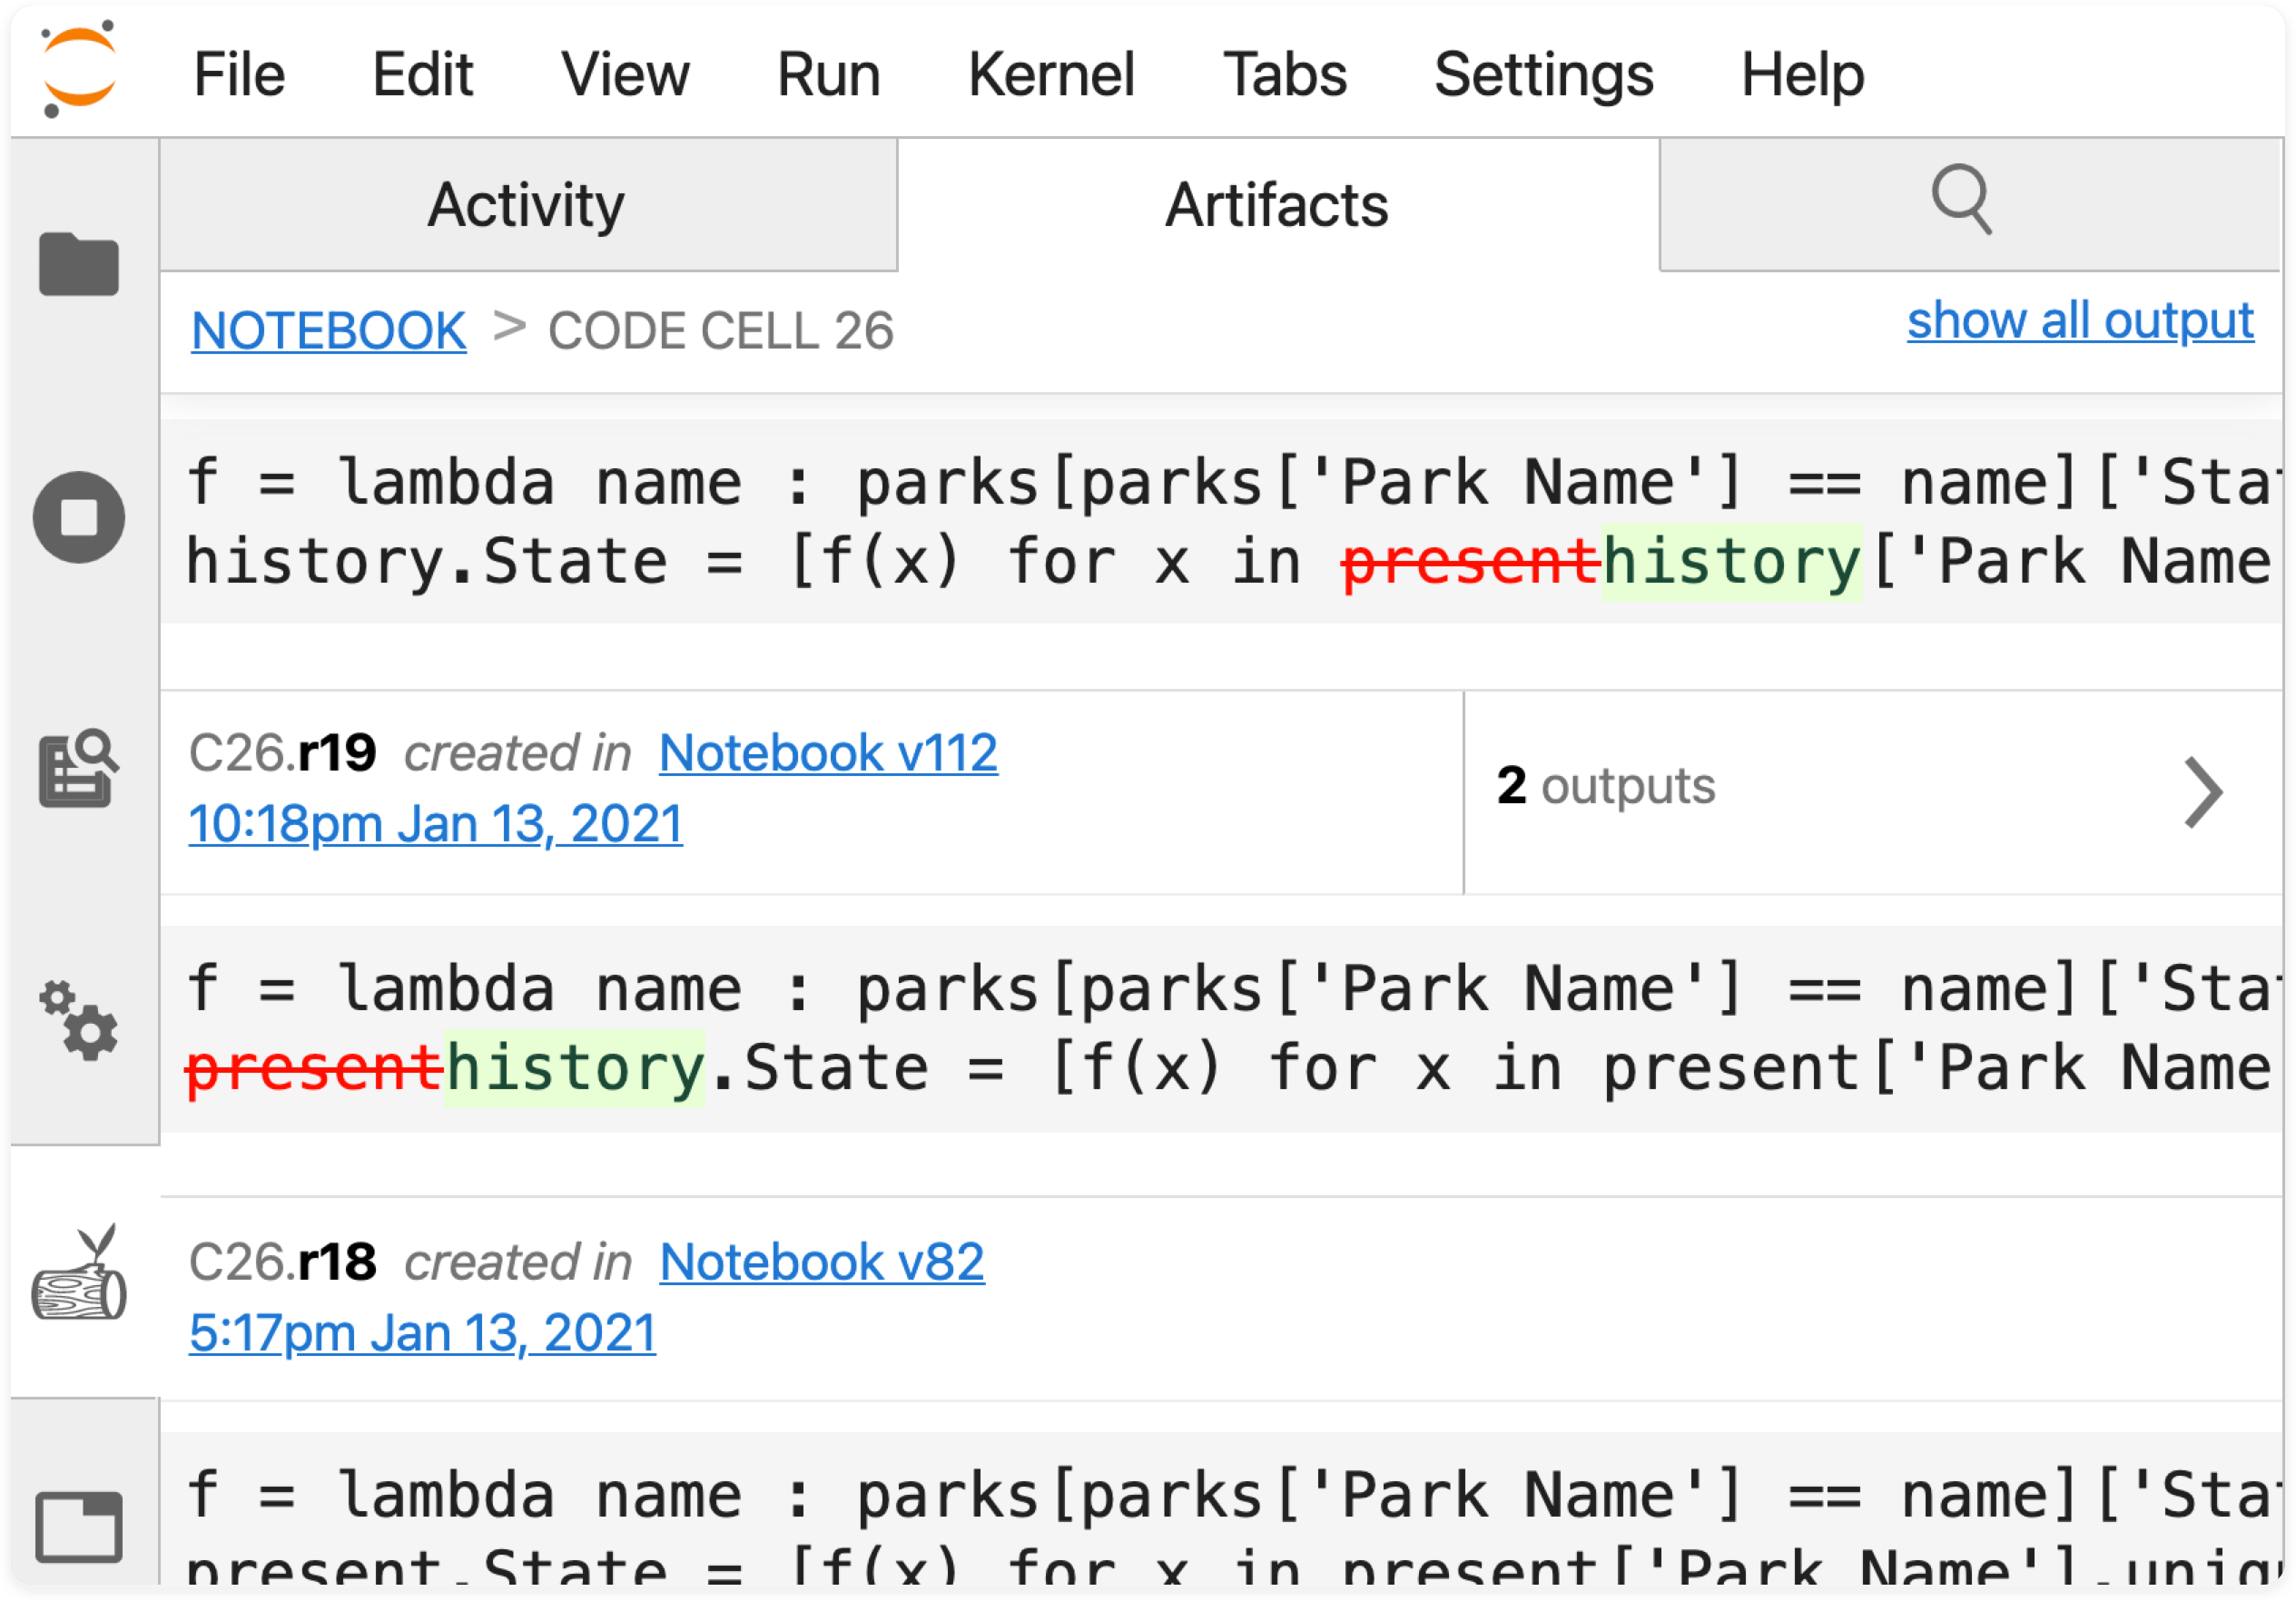 File Edit View Run Kernel Tabs Settings Help
Activity Artifacts
NOTEBOOK > CODE CELL 26 show all output
f = lambda name : parks[parks['Park Name'] == name]['Sta
history.State = [f(x) for x in presenthistory['Park Name
C26.r19 created in Notebook v112
10:18pm Jan 13, 2021
2 outputs
f = lambda name : parks[parks['Park Name'] == name]['Sta
presenthistory.State = [f(x) for x in present['Park Name
C26.r18 created in Notebook v82
5:17pm Jan 13, 2021
f = lambda name : parks[parks['Park Name'] == name]['Sta
present.State = [f(x) for x in present['Park Name'].uniq